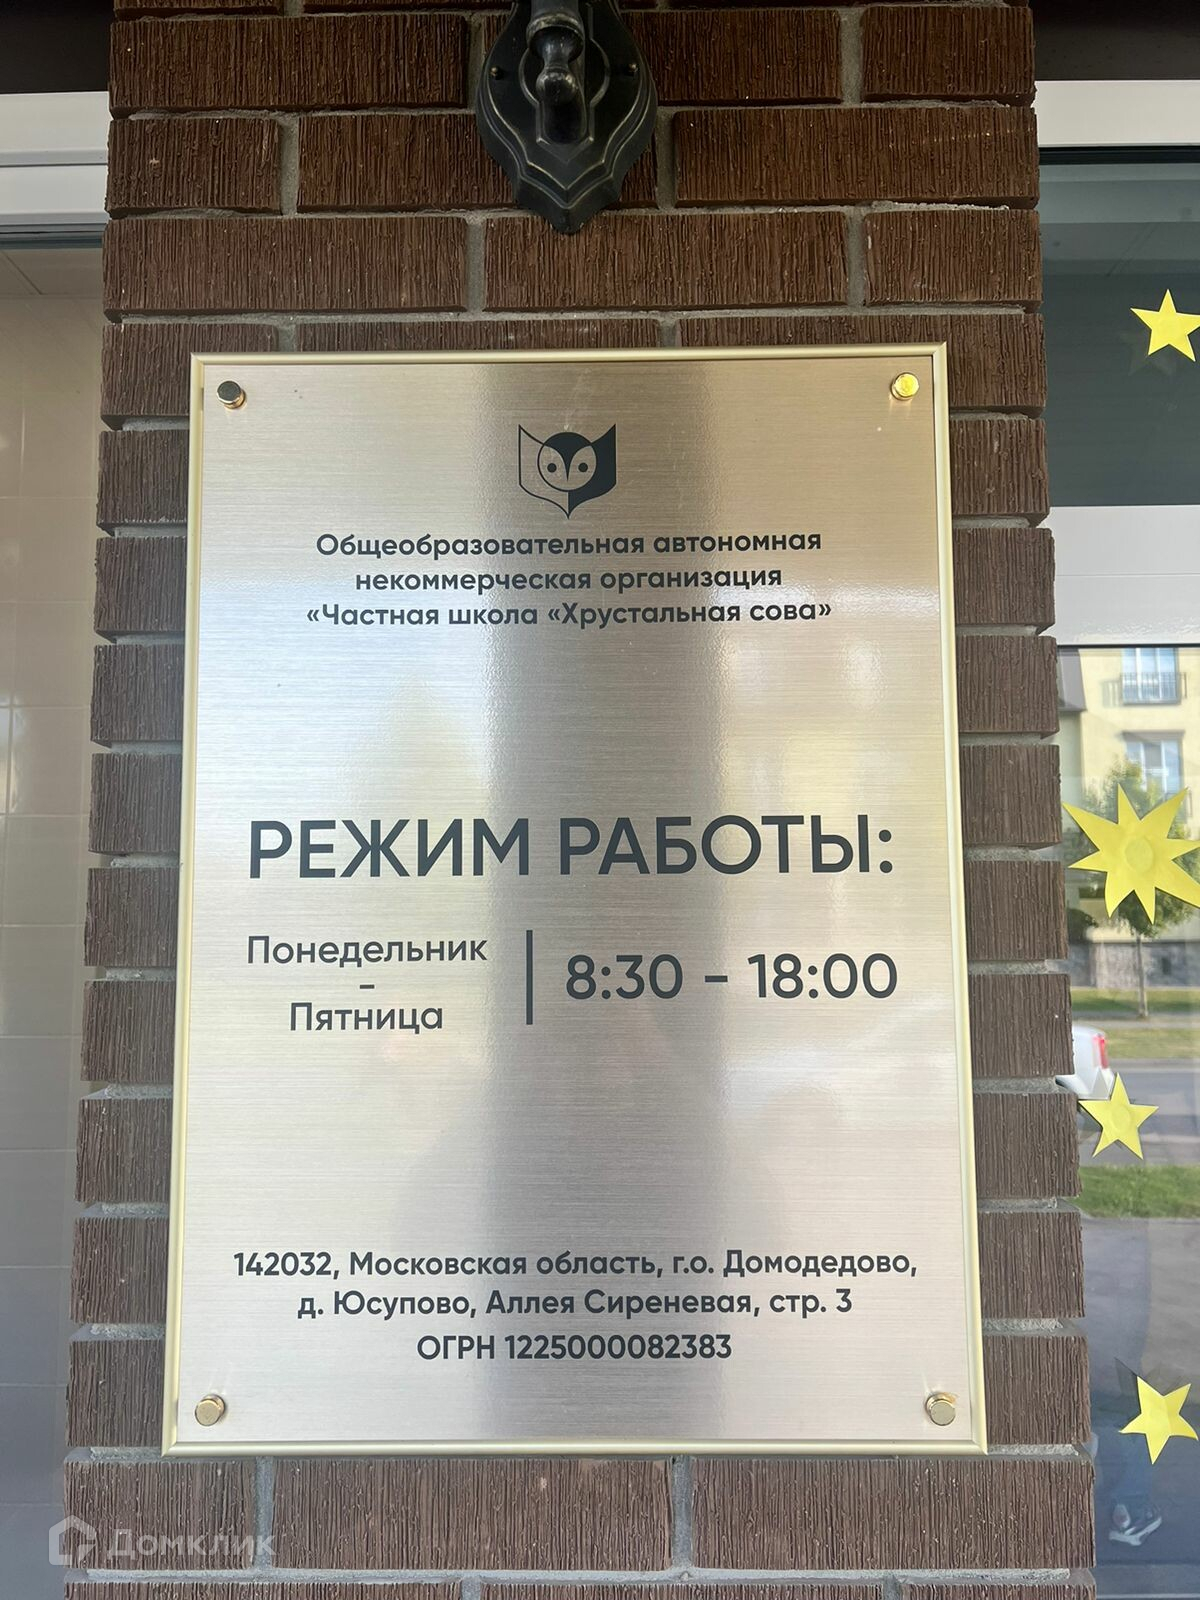 Общеобразовательная автономная
некоммерческая организация
«Частная школа «Хрустальная сова»
РЕЖИМ РАБОТЫ:
Понедельник
-
Пятница
8:30 - 18:00
142032, Московская область, г.о. Домодедово,
д. Юсупово, Аллея Сиреневая, стр. 3
ОГРН 1225000082383
Домклик